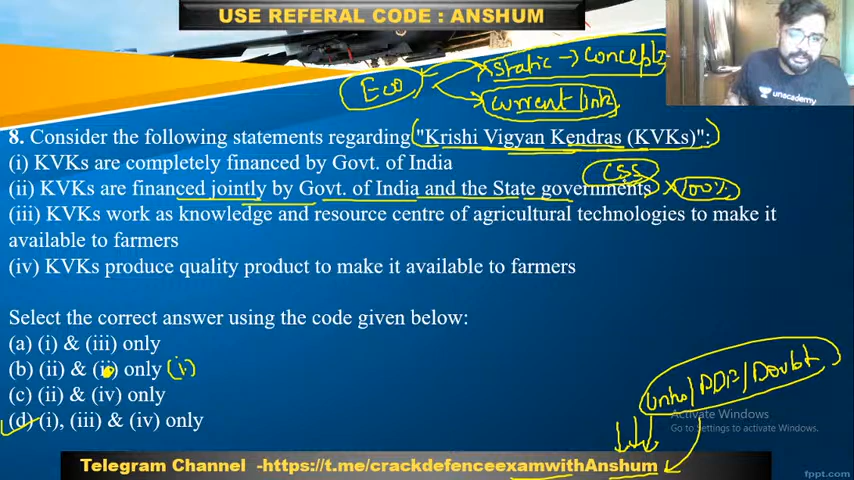 USE REFERAL CODE : ANSHUM
unacademy
Eco
static → concepts
current link
8. Consider the following statements regarding "Krishi Vigyan Kendras (KVKs)":
(i) KVKs are completely financed by Govt. of India
CSS
(ii) KVKs are financed jointly by Govt. of India and the State governments × 100%
(iii) KVKs work as knowledge and resource centre of agricultural technologies to make it
available to farmers
(iv) KVKs produce quality product to make it available to farmers
Select the correct answer using the code given below:
(a) (i) & (iii) only
(b) (ii) & only (i)
(c) (ii) & (iv) only
(d) (i), (iii) & (iv) only
/ PDF / Doubt
Activate Windows
Go to Settings to activate Windows.
Telegram Channel -https://t.me/crackdefenceexamwithAnshum
fppt.com